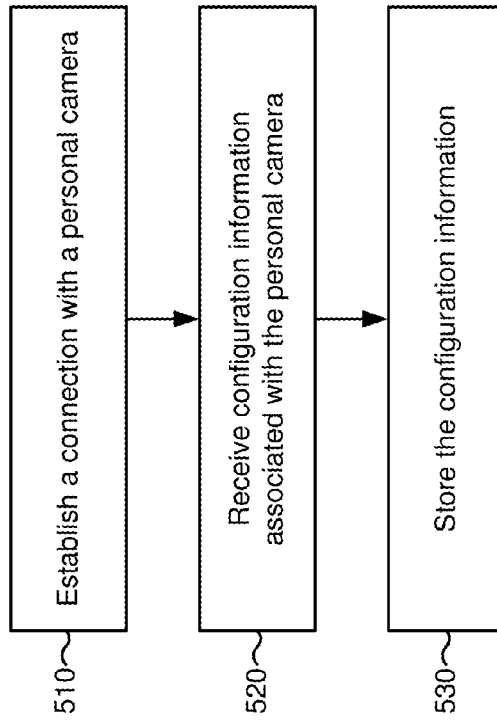 510
Establish a connection with a personal camera
520
Receive configuration information
associated with the personal camera
530
Store the configuration information